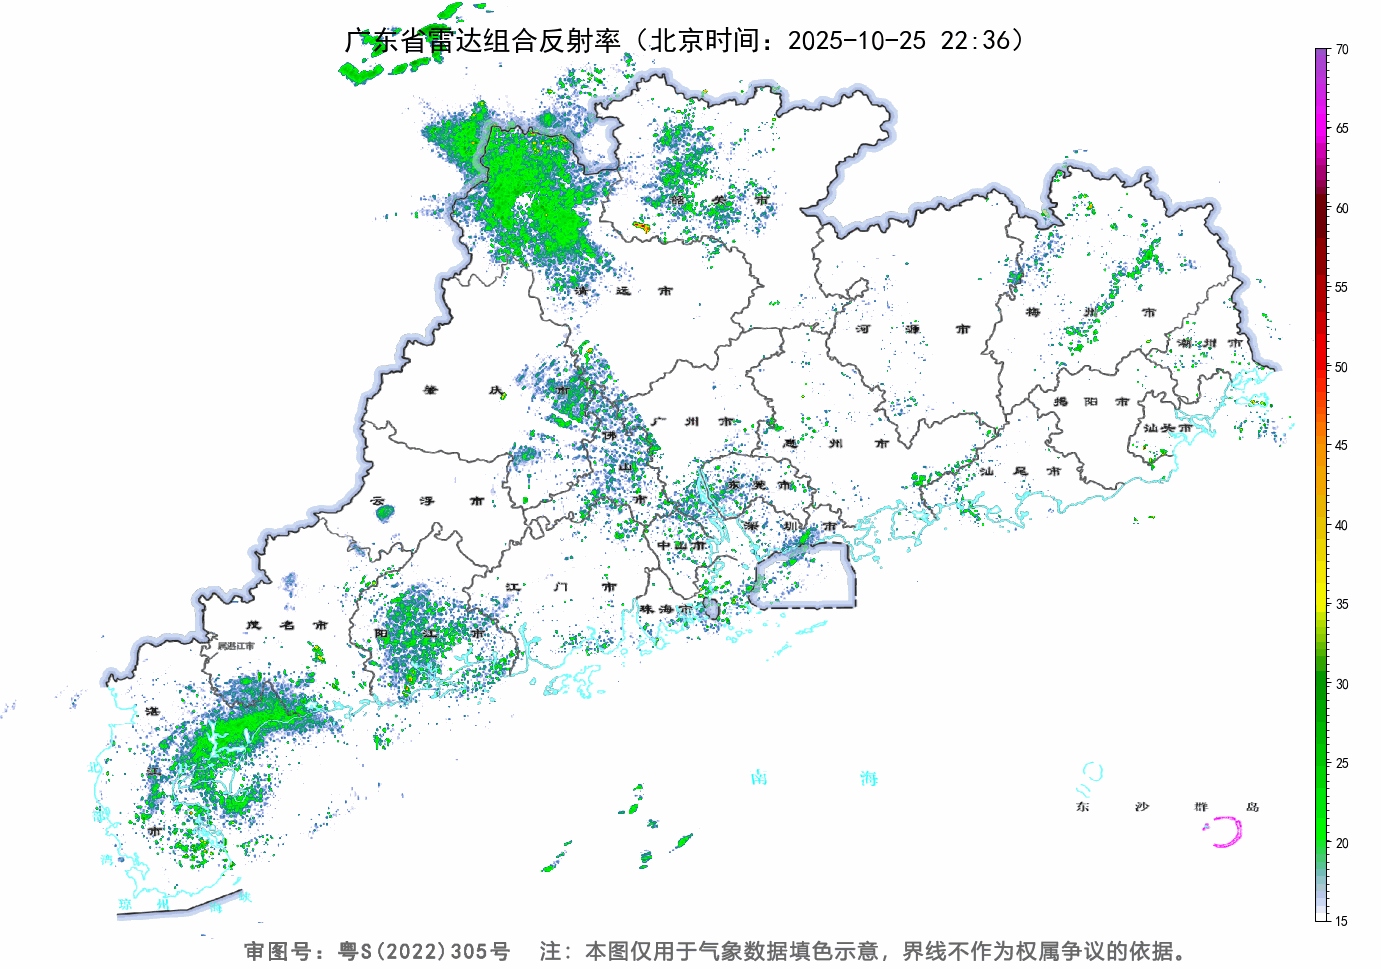 广东省雷达组合反射率（北京时间：2025-10-25 22:36）
70
65
60
55
50
45
40
35
30
25
20
15
韶关市
清远市
梅州市
河源市
潮州市
肇庆市
揭阳市
广州市
汕头市
佛山市
惠州市
汕尾市
东莞市
云浮市
深圳市
中山市
江门市
珠海市
茂名市
阳江市
属湛江市
湛江市
北部湾
南海
东沙群岛
琼州海峡
审图号：粤S(2022)305号 注：本图仅用于气象数据填色示意，界线不作为权属争议的依据。